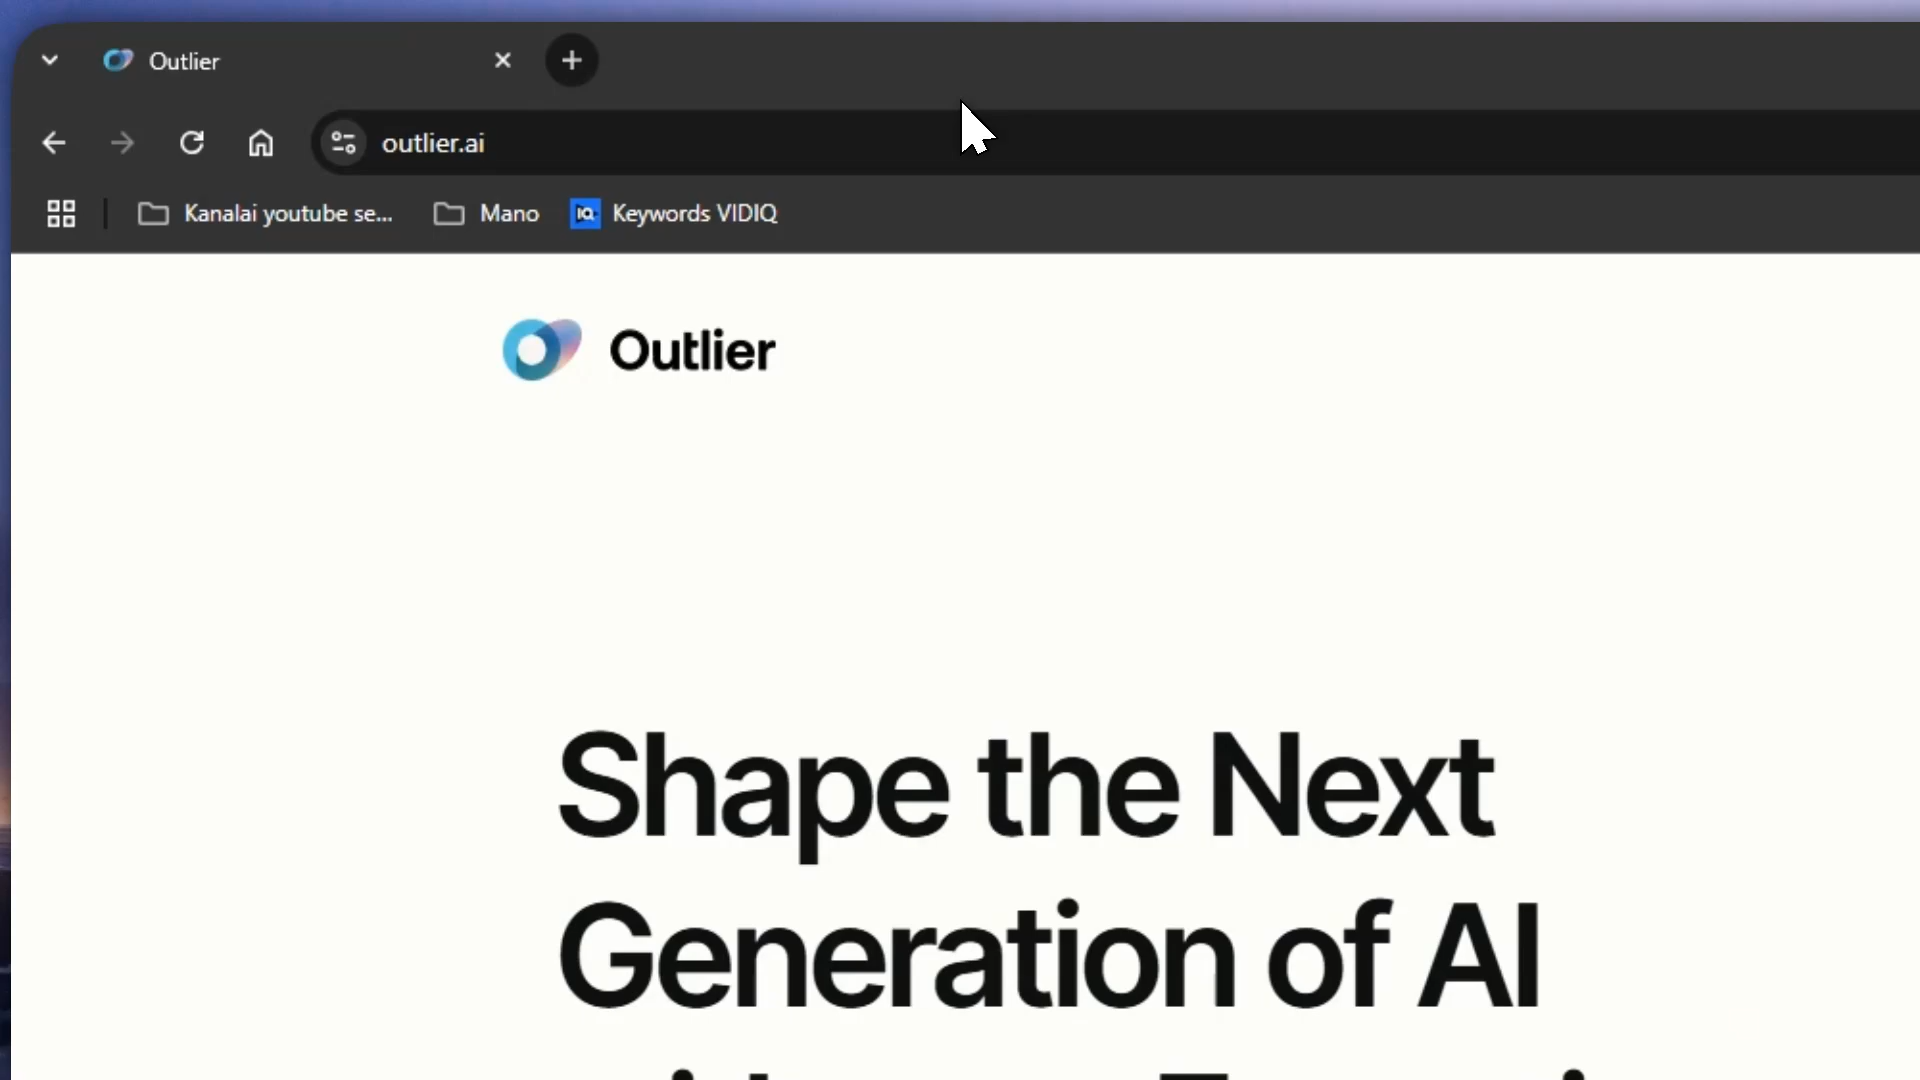 Outlier
outlier.ai
Kanalai youtube se... Mano Keywords VIDIQ
Outlier
Shape the Next
Generation of AI